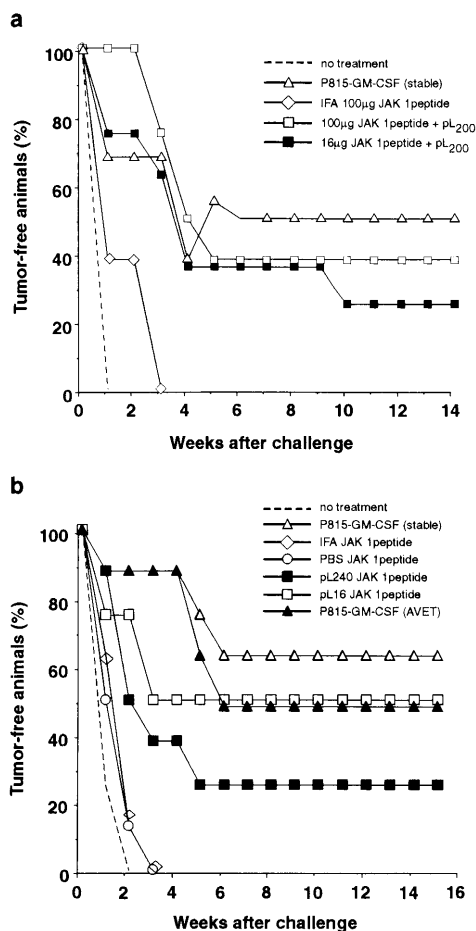 a
100
80
60
40
20
0
Tumor-free animals (%)
no treatment
P815-GM-CSF (stable)
IFA 100µg JAK 1peptide
100µg JAK 1peptide + pL200
16µg JAK 1peptide + pL200
0 2 4 6 8 10 12 14
Weeks after challenge
b
100
80
60
40
20
0
Tumor-free animals (%)
no treatment
P815-GM-CSF (stable)
IFA JAK 1peptide
PBS JAK 1peptide
pL240 JAK 1peptide
pL16 JAK 1peptide
P815-GM-CSF (AVET)
0 2 4 6 8 10 12 14 16
Weeks after challenge